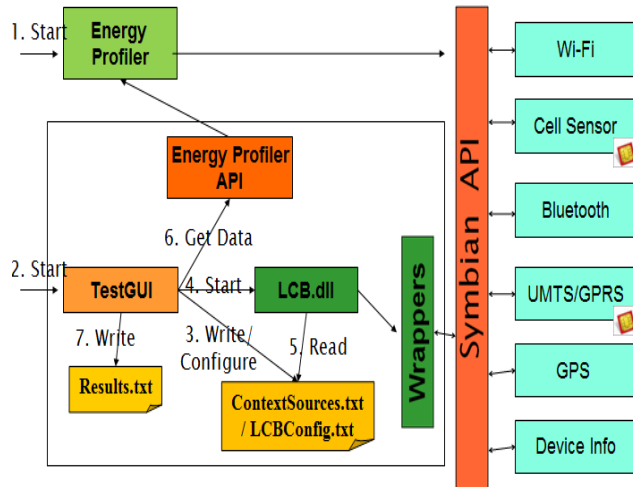 1. Start
Energy
Profiler
Wi-Fi
Cell Sensor
Energy Profiler
API
Symbian API
Bluetooth
6. Get Data
2. Start
TestGUI
4. Start
LCB.dll
Wrappers
UMTS/GPRS
7. Write
3. Write/
Configure
5. Read
Results.txt
ContextSources.txt
/ LCBConfig.txt
GPS
Device Info